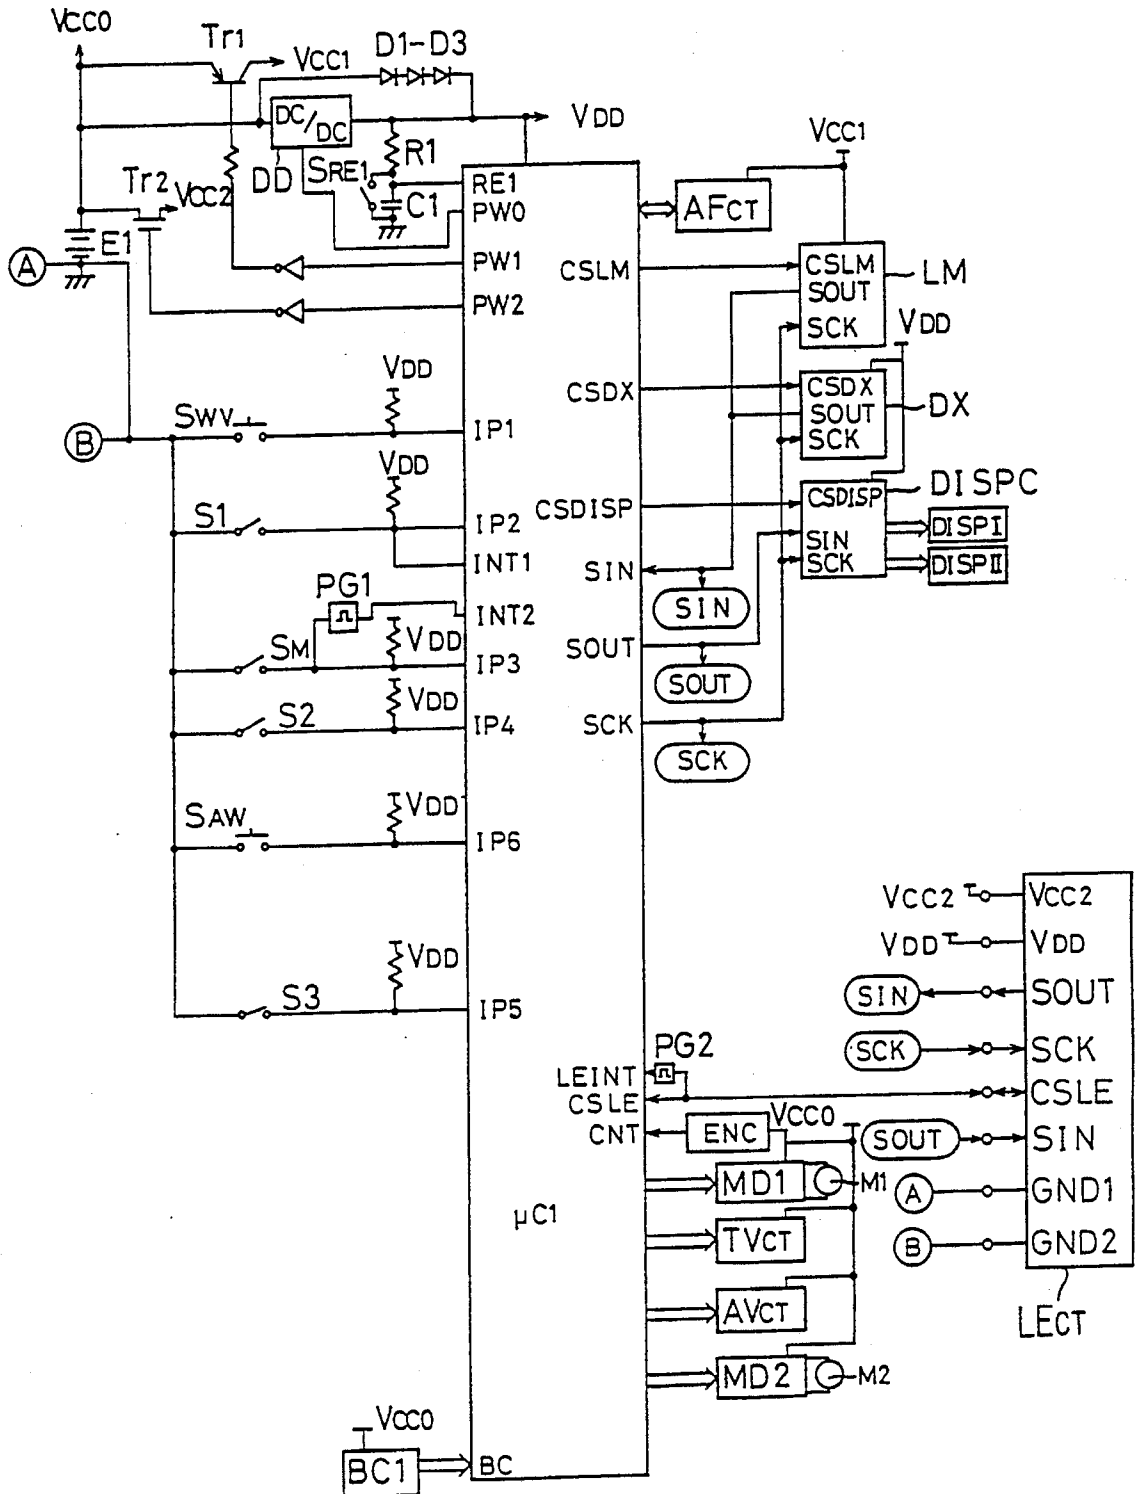 VCC0
Tr1
VCC1
D1-D3
DC/DC
VDD
R1
DD
SRE1
C1
Tr2
VCC2
E1
A
RE1
PW0
PW1
PW2
VCC1
AFCT
CSLM
CSLM
SOUT
SCK
LM
VDD
VDD
SWV
B
IP1
CSDX
CSDX
SOUT
SCK
DX
VDD
S1
IP2
INT1
CSDISP
CSDISP
SIN
SCK
DISPC
DISPI
DISPII
SIN
SIN
PG1
INT2
VDD
SM
IP3
SOUT
SOUT
VDD
S2
IP4
SCK
SCK
VDD
SAW
IP6
VDD
S3
IP5
VCC2
VCC2
VDD
VDD
SIN
SOUT
SCK
SCK
CSLE
SOUT
SIN
A
GND1
B
GND2
LECT
PG2
LEINT
CSLE
CNT
ENC
VCC0
MD1
M1
μC1
TVCT
AVCT
MD2
M2
VCC0
BC1
BC